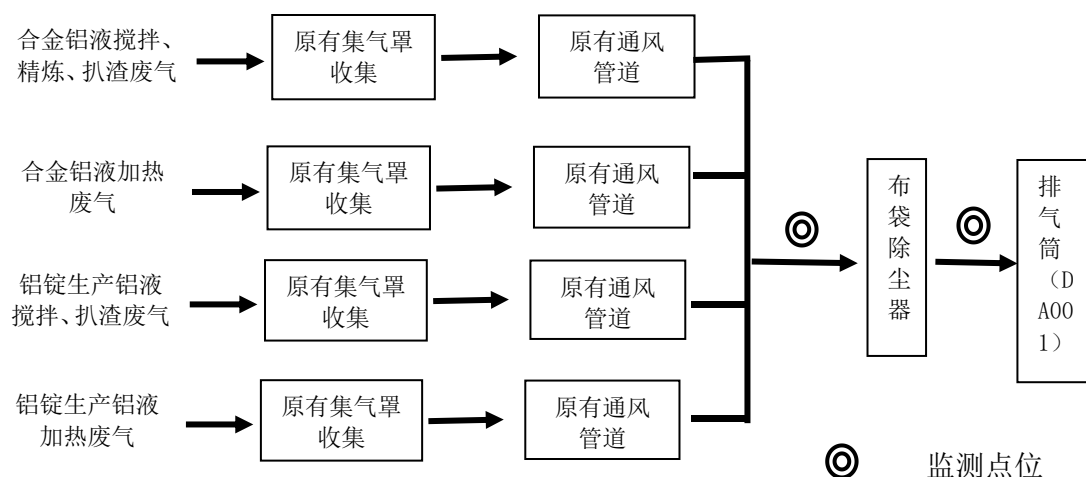 合金铝液搅拌、
精炼、扒渣废气
原有集气罩
收集
原有通风
管道
合金铝液加热
废气
原有集气罩
收集
原有通风
管道
铝锭生产铝液
搅拌、扒渣废气
原有集气罩
收集
原有通风
管道
铝锭生产铝液
加热废气
原有集气罩
收集
原有通风
管道
布
袋
除
尘
器
排
气
筒
（D
A00
1）
监测点位